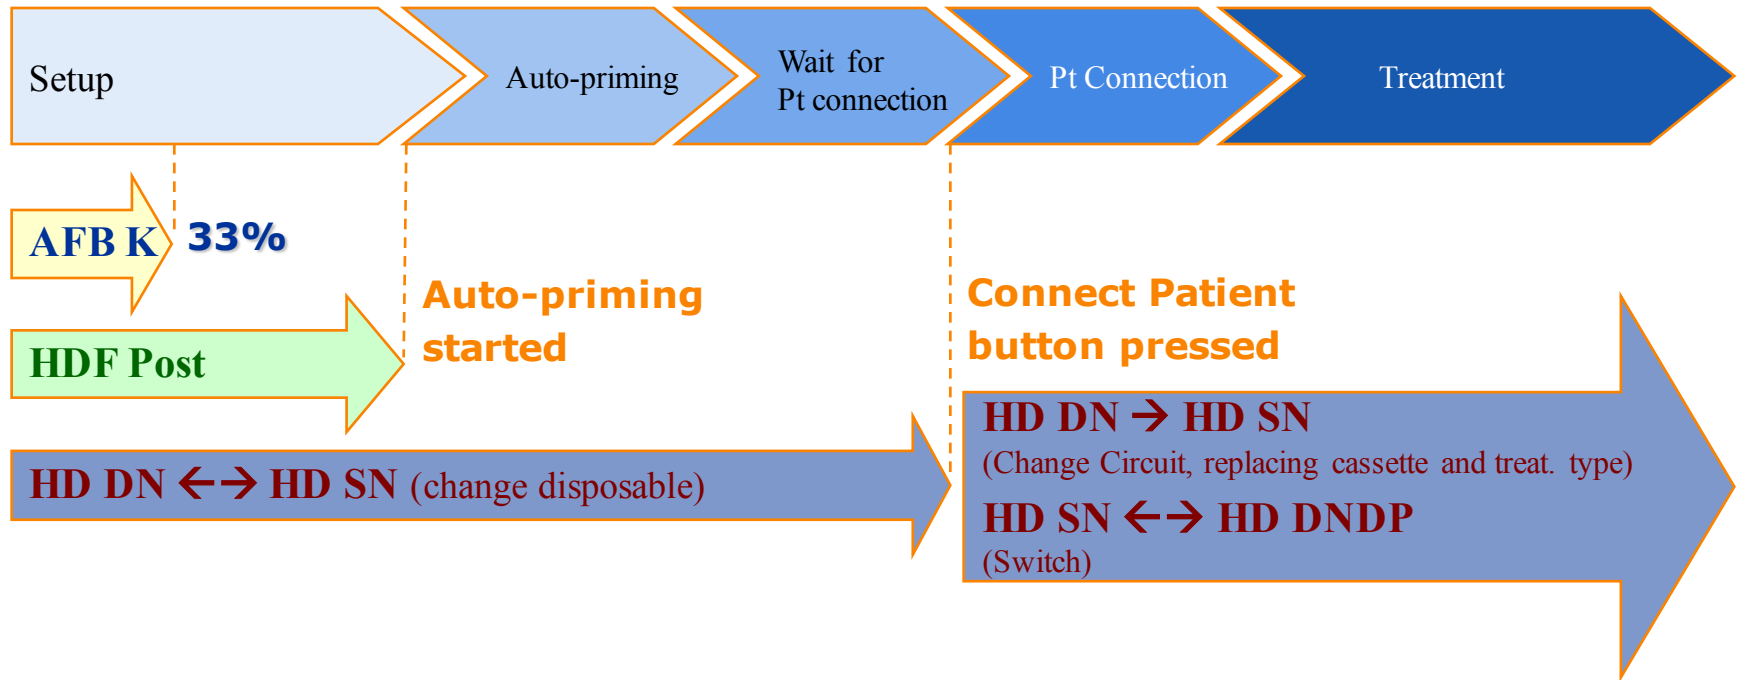 Setup
Auto-priming
Wait for
Pt connection
Pt Connection
Treatment
AFB K
33%
Auto-priming
started
Connect Patient
button pressed
HDF Post
HD DN ←→ HD SN (change disposable)
HD DN → HD SN
(Change Circuit, replacing cassette and treat. type)
HD SN ←→ HD DNDP
(Switch)